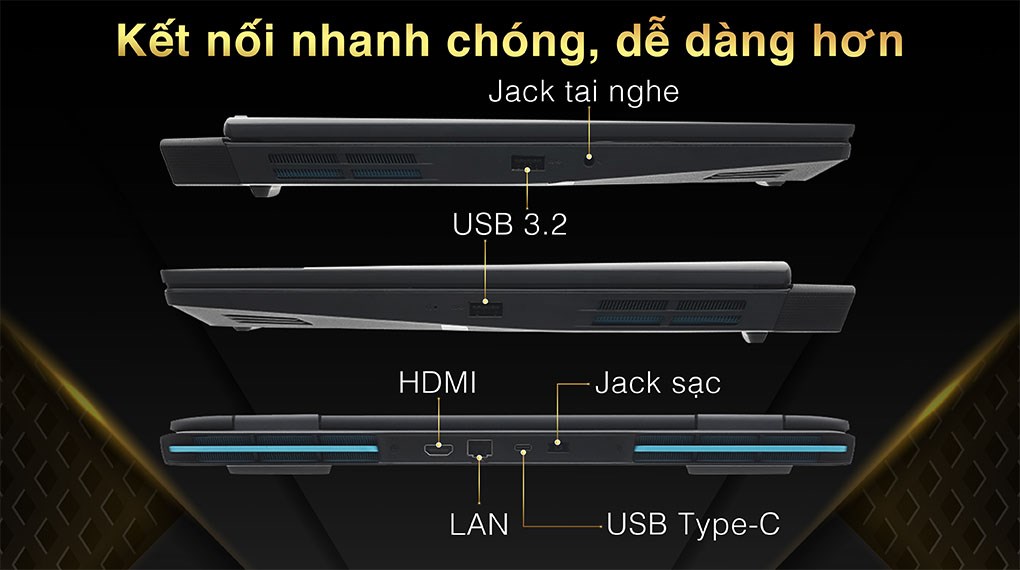 Kết nối nhanh chóng, dễ dàng hơn
Jack tai nghe
USB 3.2
HDMI
Jack sạc
LAN
USB Type-C